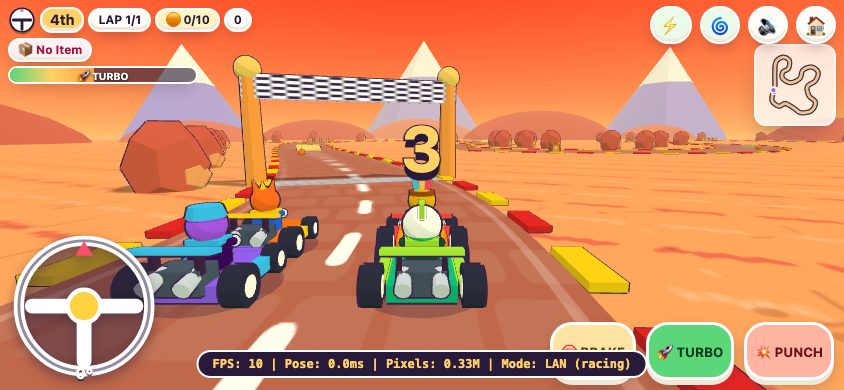 4th
LAP 1/1
0/10
0
No Item
TURBO
3
BRAKE
TURBO
PUNCH
FPS: 10 | Pose: 0.0ms | Pixels: 0.33M | Mode: LAN (racing)